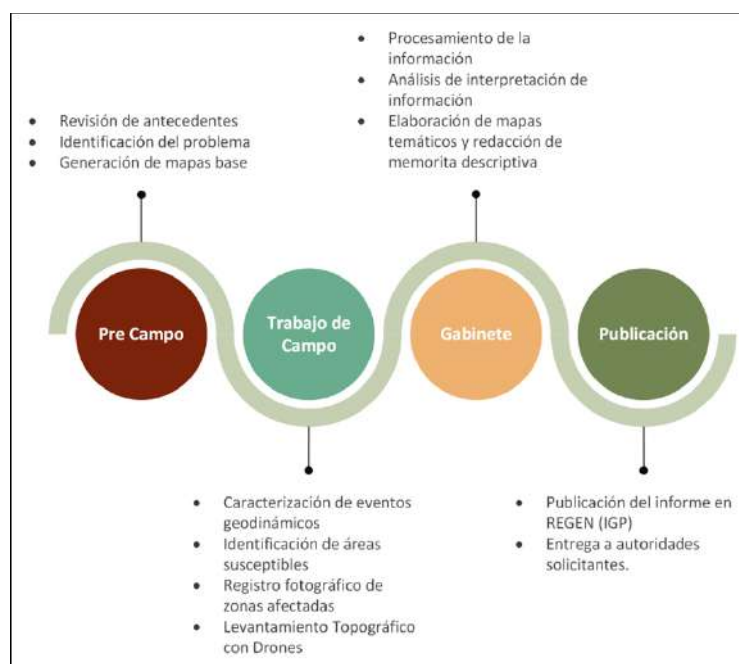 • Revisión de antecedentes
• Identificación del problema
• Generación de mapas base
• Procesamiento de la
información
• Análisis de interpretación de
información
• Elaboración de mapas
temáticos y redacción de
memorita descriptiva
Pre Campo
Trabajo de
Campo
Gabinete
Publicación
• Caracterización de eventos
geodinámicos
• Identificación de áreas
susceptibles
• Registro fotográfico de
zonas afectadas
• Levantamiento Topográfico
con Drones
• Publicación del informe en
REGEN (IGP)
• Entrega a autoridades
solicitantes.